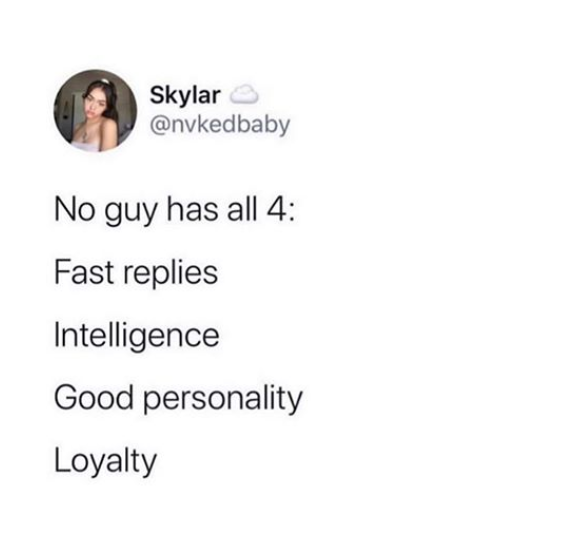 Skylar ☁️
@nvkedbaby
No guy has all 4:
Fast replies
Intelligence
Good personality
Loyalty